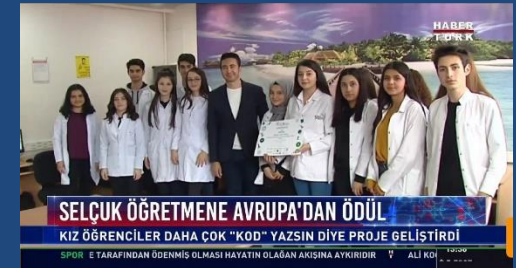 HABER
TÜRK
SELÇUK ÖĞRETMENE AVRUPA'DAN ÖDÜL
KIZ ÖĞRENCİLER DAHA ÇOK "KOD" YAZSIN DİYE PROJE GELİŞTİRDİ
SPOR E TARAFINDAN ÖDENMİŞ OLMASI HAYATIN OLAĞAN AKIŞINA AYKIRIDIR ALİ KO